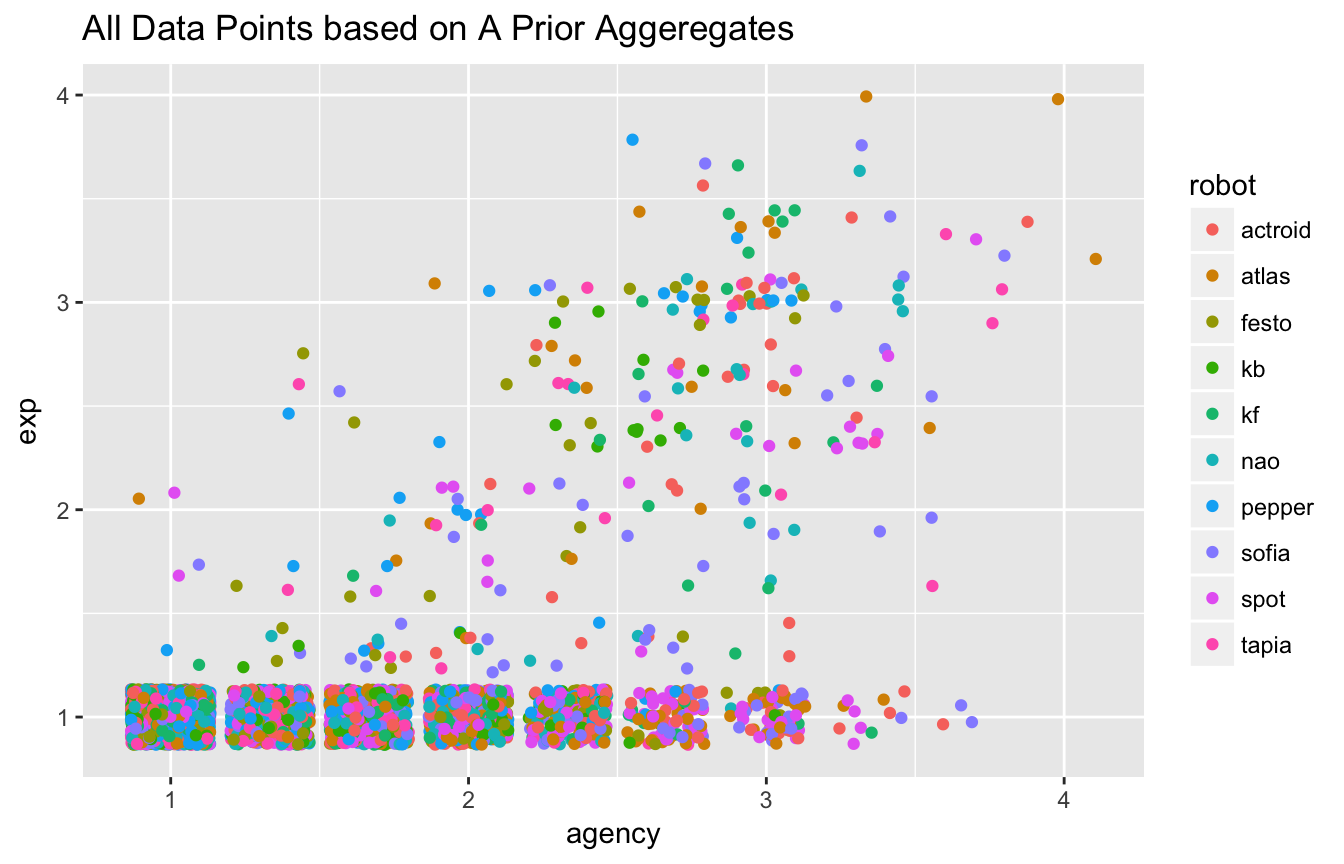 All Data Points based on A Prior Aggeregates
4
3
2
1
exp
1
2
3
4
agency
robot
actroid
atlas
festo
kb
kf
nao
pepper
sofia
spot
tapia